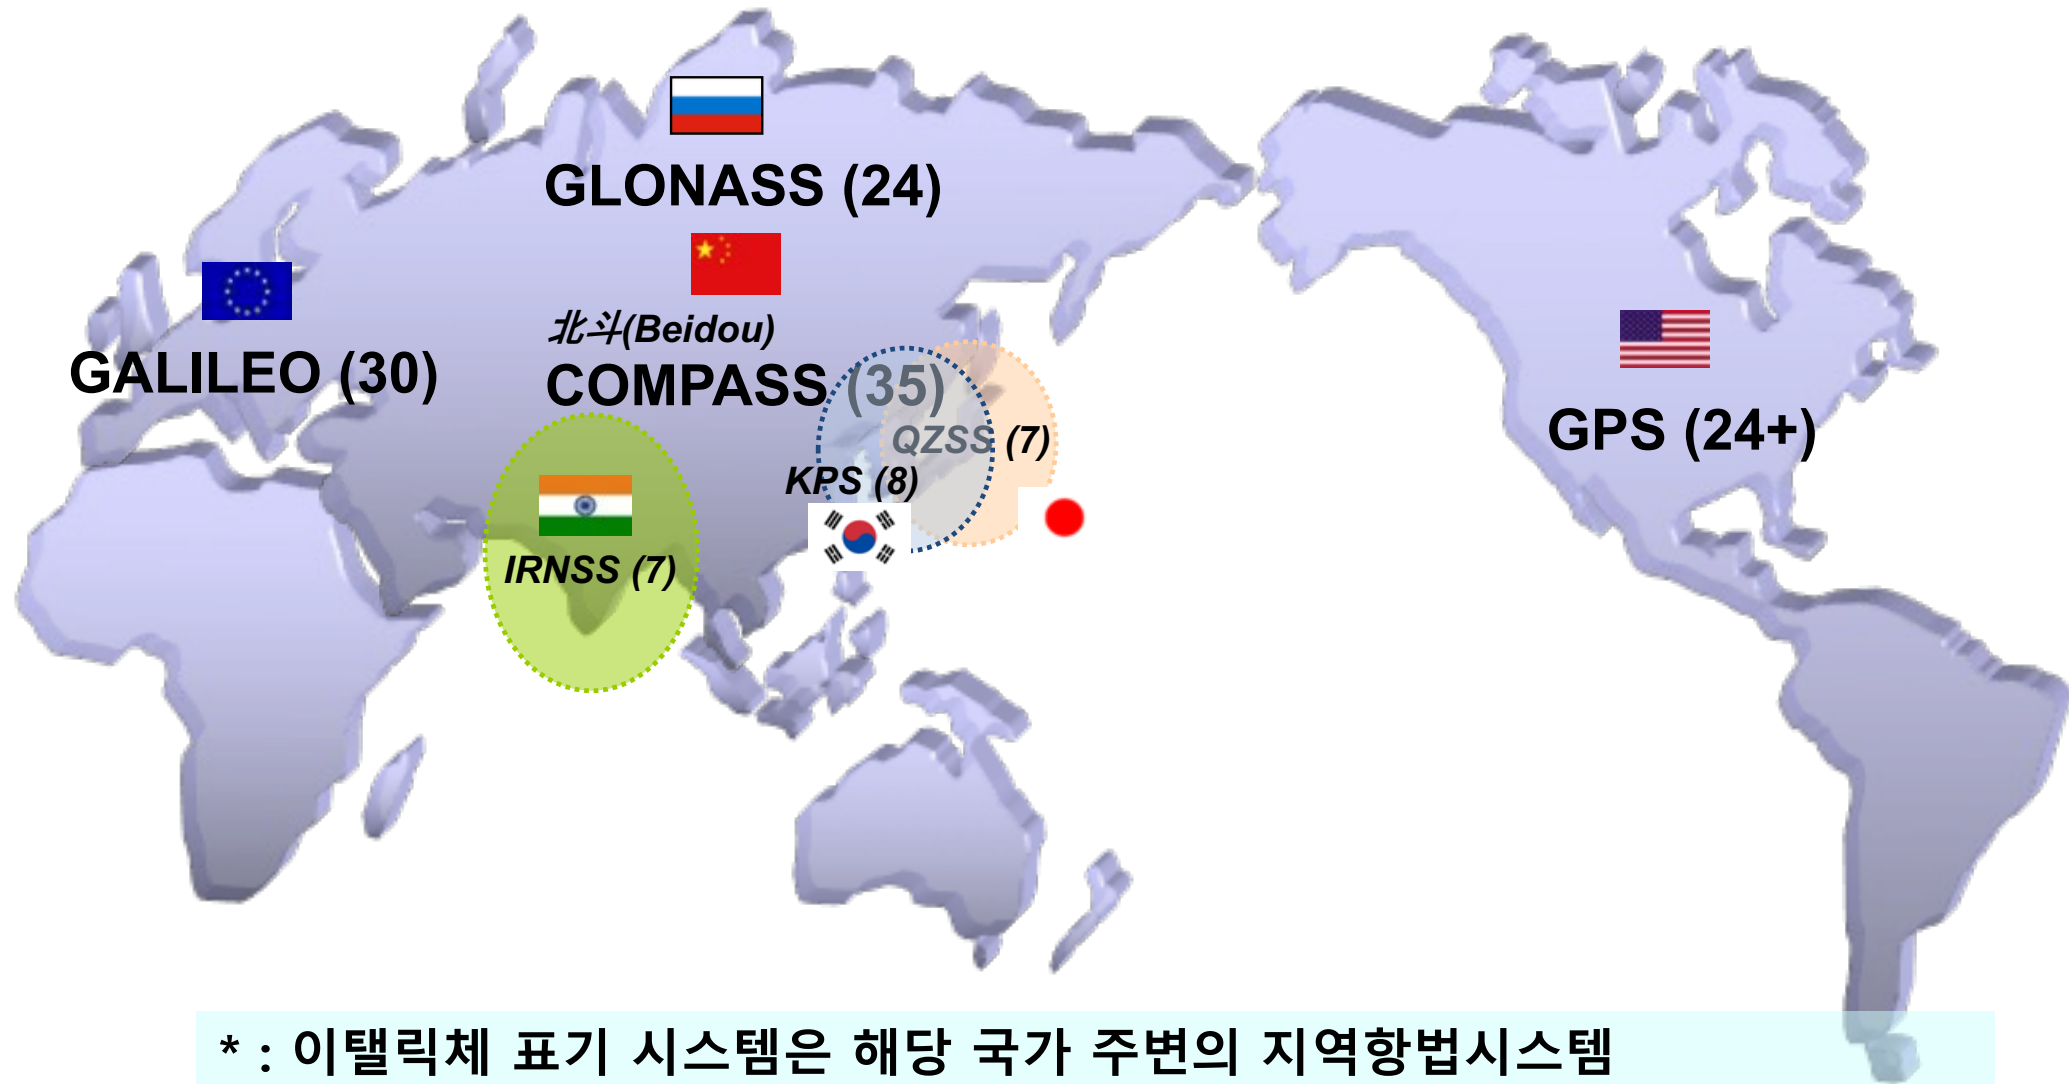 GLONASS (24)
北斗(Beidou)
GALILEO (30)
COMPASS (35)
GPS (24+)
QZSS (7)
KPS (8)
IRNSS (7)
* : 이탤릭체 표기 시스템은 해당 국가 주변의 지역항법시스템